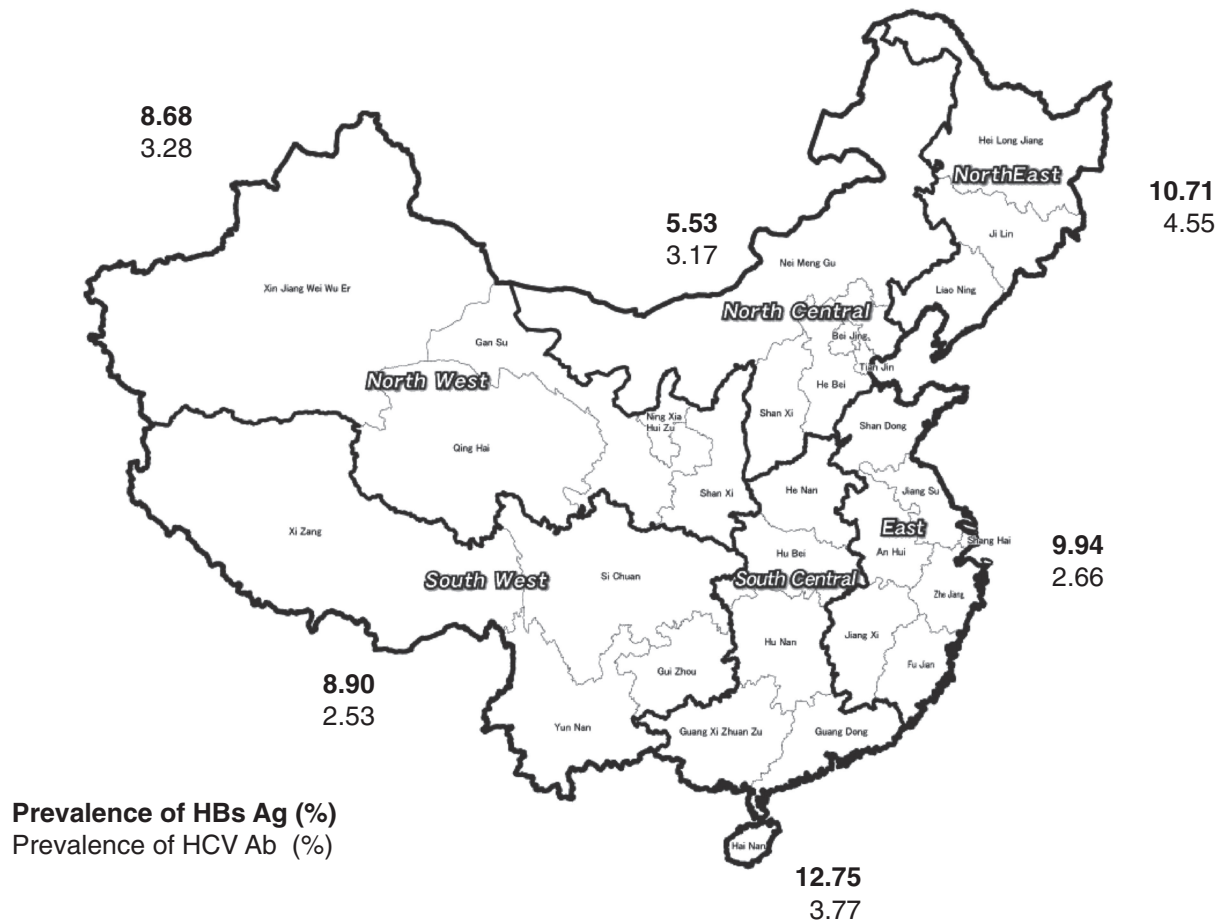 8.68
3.28
Hei Long Jiang
NorthEast
10.71
4.55
5.53
3.17
Ji Lin
Nei Meng Gu
Xin Jiang Wei Wu Er
Liao Ning
North Central
Bei Jing
Gan Su
Tian Jin
North West
He Bei
Shan Xi
Ning Xia
Hui Zu
Shan Dong
Qing Hai
Shan Xi
He Nan
Jiang Su
Xi Zang
East
Shang Hai
9.94
2.66
Hu Bei
An Hui
South West
Si Chuan
South Central
Zhe Jiang
Hu Nan
Jiang Xi
Gui Zhou
Fu Jian
8.90
2.53
Yun Nan
Guang Xi Zhuan Zu
Guang Dong
Prevalence of HBs Ag (%)
Prevalence of HCV Ab (%)
Hai Nan
12.75
3.77